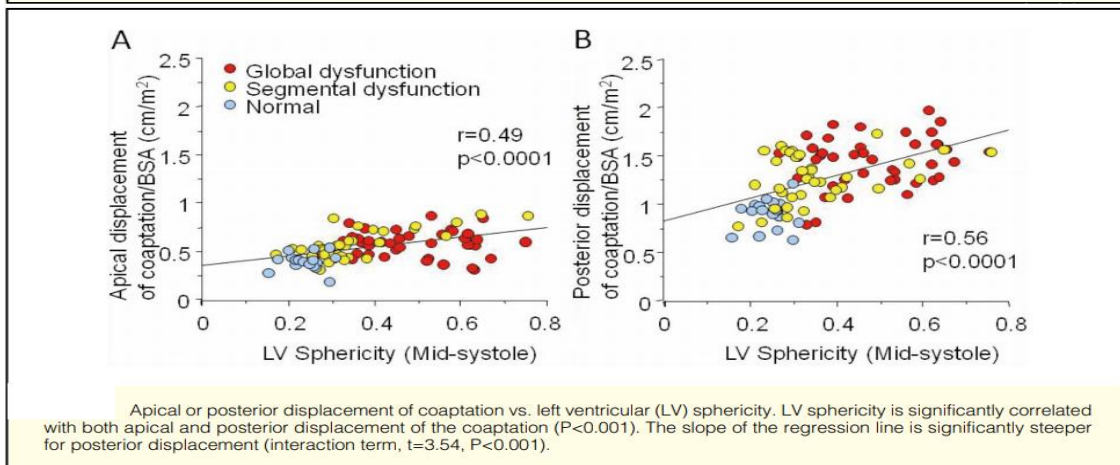 A
2.5
2
1.5
1
0.5
0
Apical displacement
of coaptation/BSA (cm/m²)
Global dysfunction
Segmental dysfunction
Normal
r=0.49
p<0.0001
0 0.2 0.4 0.6 0.8
LV Sphericity (Mid-systole)
B
2.5
2
1.5
1
0.5
0
Posterior displacement
of coaptation/BSA (cm/m²)
r=0.56
p<0.0001
0 0.2 0.4 0.6 0.8
LV Sphericity (Mid-systole)
Apical or posterior displacement of coaptation vs. left ventricular (LV) sphericity. LV sphericity is significantly correlated
with both apical and posterior displacement of the coaptation (P<0.001). The slope of the regression line is significantly steeper
for posterior displacement (interaction term, t=3.54, P<0.001).